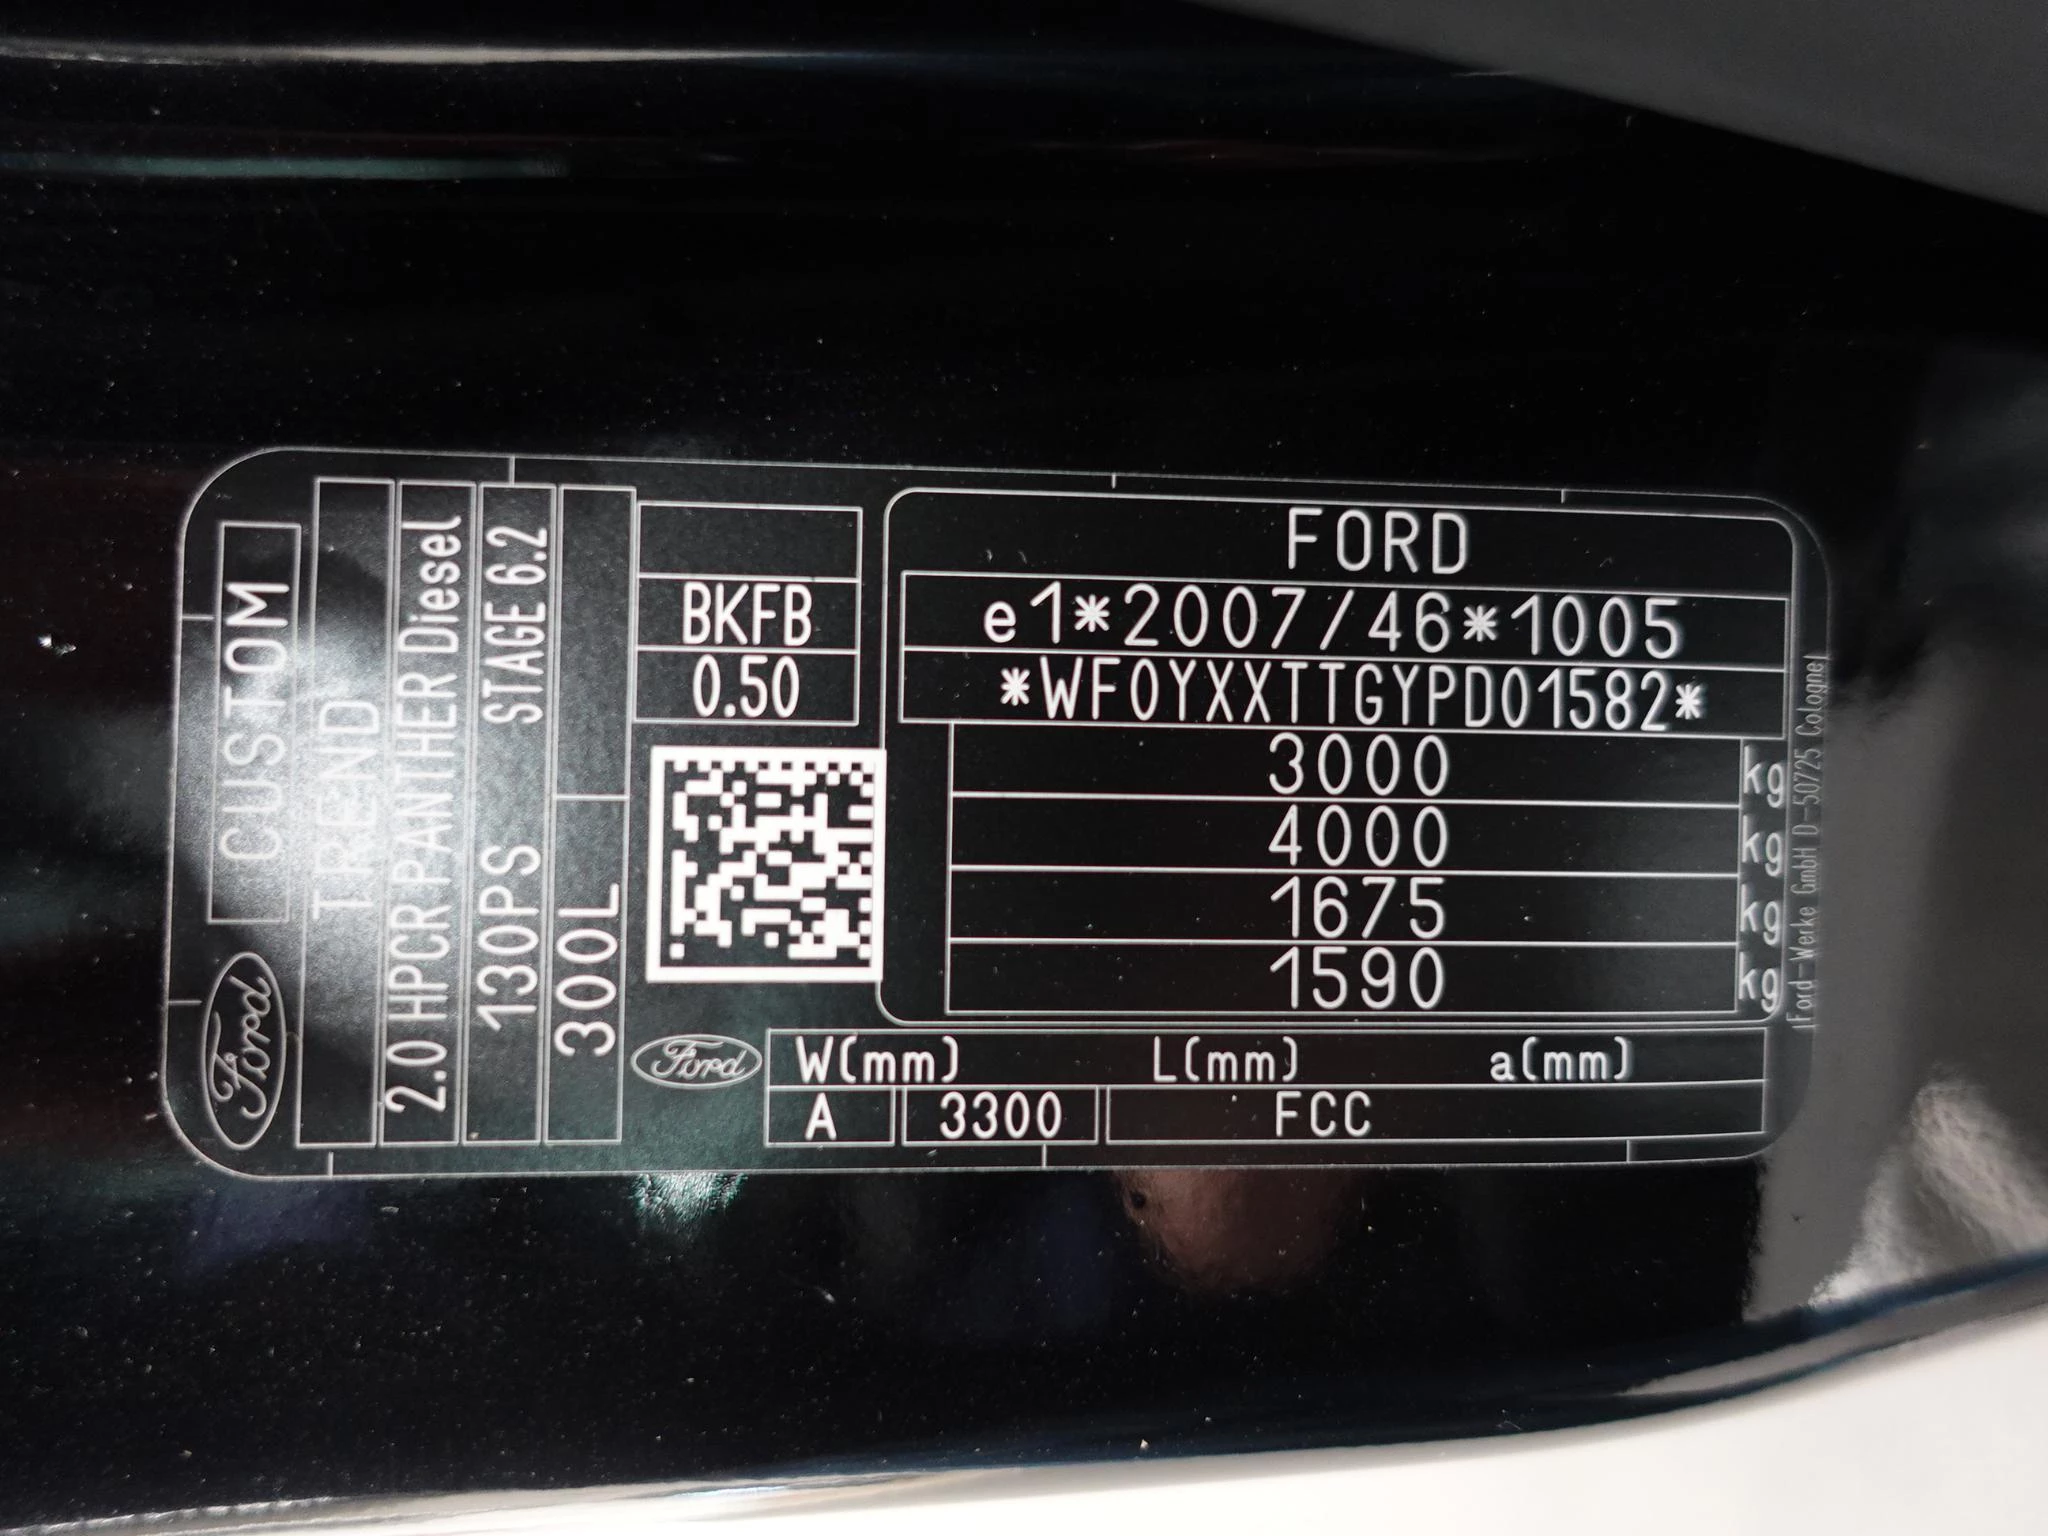 Ford
CUSTOM
TREND
2.0 HPCR PANTHER Diesel
130PS STAGE 6.2
300L
BKFB
0.50
FORD
e1*2007/46*1005
*WF0YXXTTGYPD01582*
3000 kg
4000 kg
1675 kg
1590 kg
Ford
W(mm) L(mm) a(mm)
A 3300 FCC
Ford-Werke GmbH D-50725 Cologne